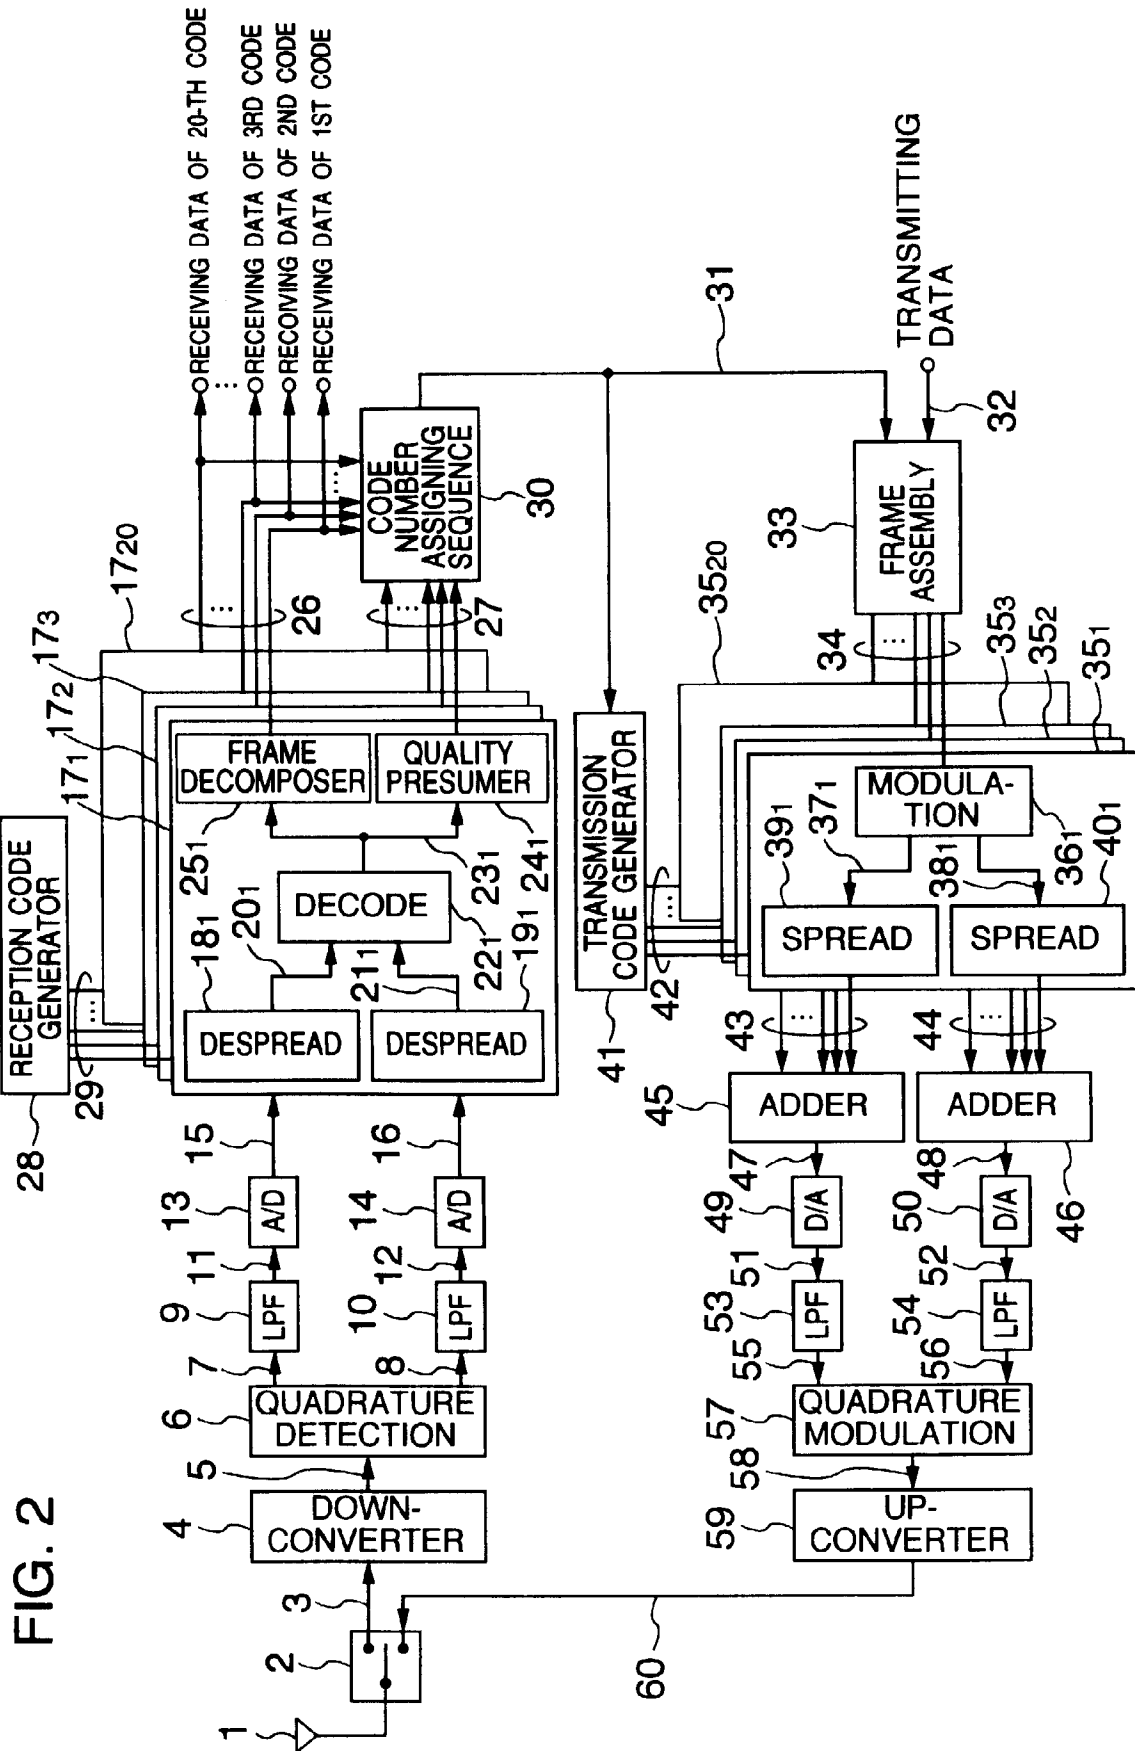 FIG. 2
1
2
3
4
DOWN-
CONVERTER
5
6
QUADRATURE
DETECTION
7
8
9
LPF
10
LPF
11
12
13
A/D
14
A/D
15
16
28
RECEPTION CODE
GENERATOR
29
171
172
173
1720
181
DESPREAD
191
DESPREAD
201
211
221
DECODE
231
251
FRAME
DECOMPOSER
241
QUALITY
PRESUMER
26
27
30
CODE
NUMBER
ASSIGNING
SEQUENCE
RECEIVING DATA OF 20-TH CODE
RECEIVING DATA OF 3RD CODE
RECOIVING DATA OF 2ND CODE
RECEIVING DATA OF 1ST CODE
31
TRANSMITTING
DATA
32
33
FRAME
ASSEMBLY
34
3520
353
352
351
41
TRANSMISSION
CODE GENERATOR
42
MODULA-
TION
361
371
381
391
SPREAD
401
SPREAD
43
44
45
ADDER
46
ADDER
47
48
49
D/A
50
D/A
51
52
53
LPF
54
LPF
55
56
57
QUADRATURE
MODULATION
58
59
UP-
CONVERTER
60